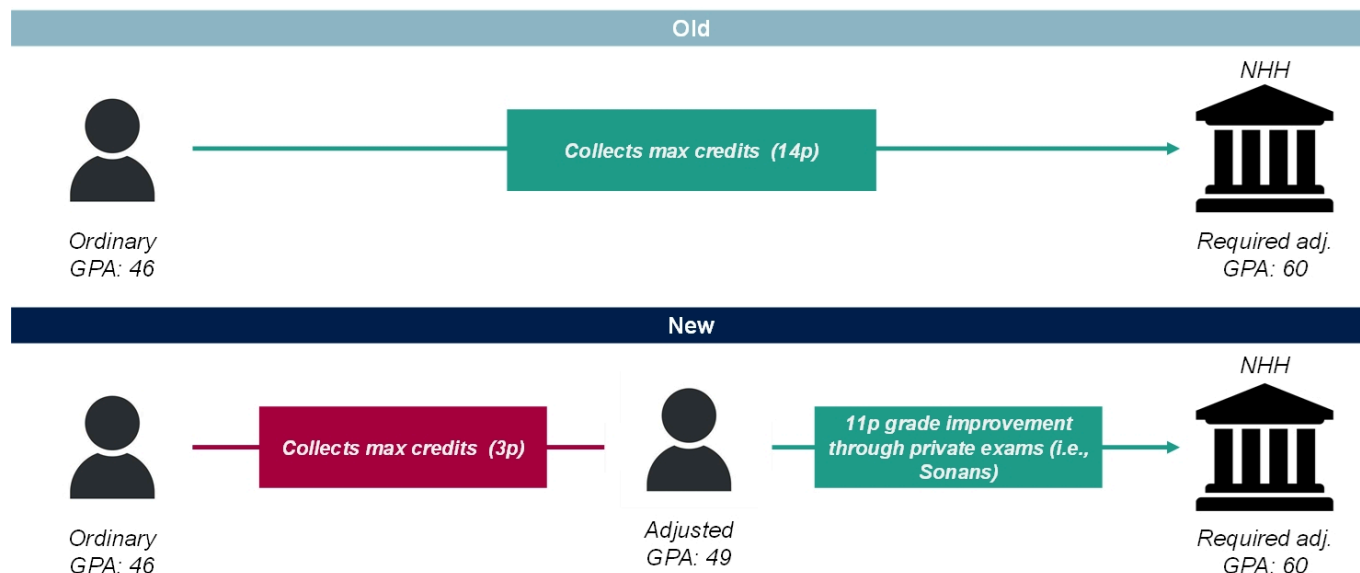 Old
NHH
Collects max credits (14p)
Ordinary
GPA: 46
Required adj.
GPA: 60
New
NHH
Collects max credits (3p)
11p grade improvement
through private exams (i.e.,
Sonans)
Ordinary
GPA: 46
Adjusted
GPA: 49
Required adj.
GPA: 60